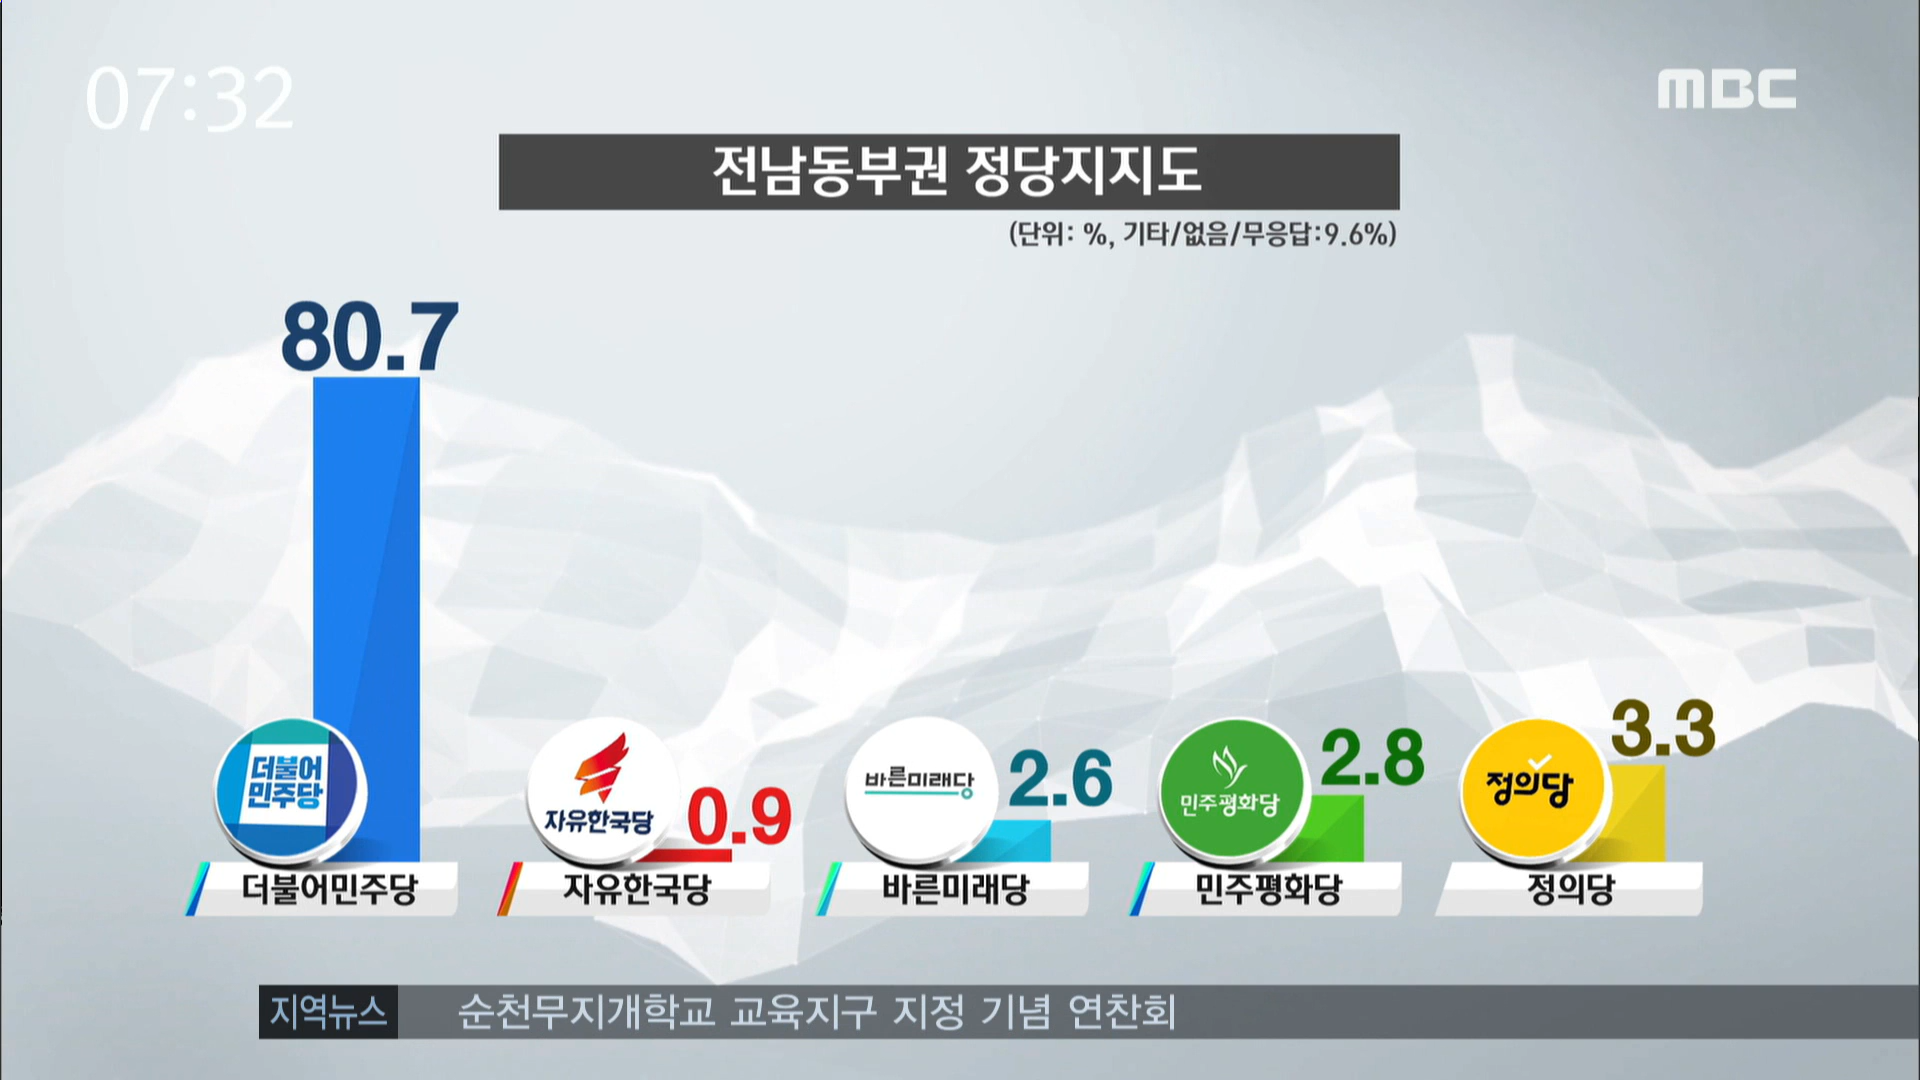 07:32
MBC
전남동부권 정당지지도
(단위: %, 기타/없음/무응답:9.6%)
80.7
0.9
2.6
2.8
3.3
더불어
민주당
자유한국당
바른미래당
민주평화당
정의당
더불어민주당
자유한국당
바른미래당
민주평화당
정의당
지역뉴스
순천무지개학교 교육지구 지정 기념 연찬회